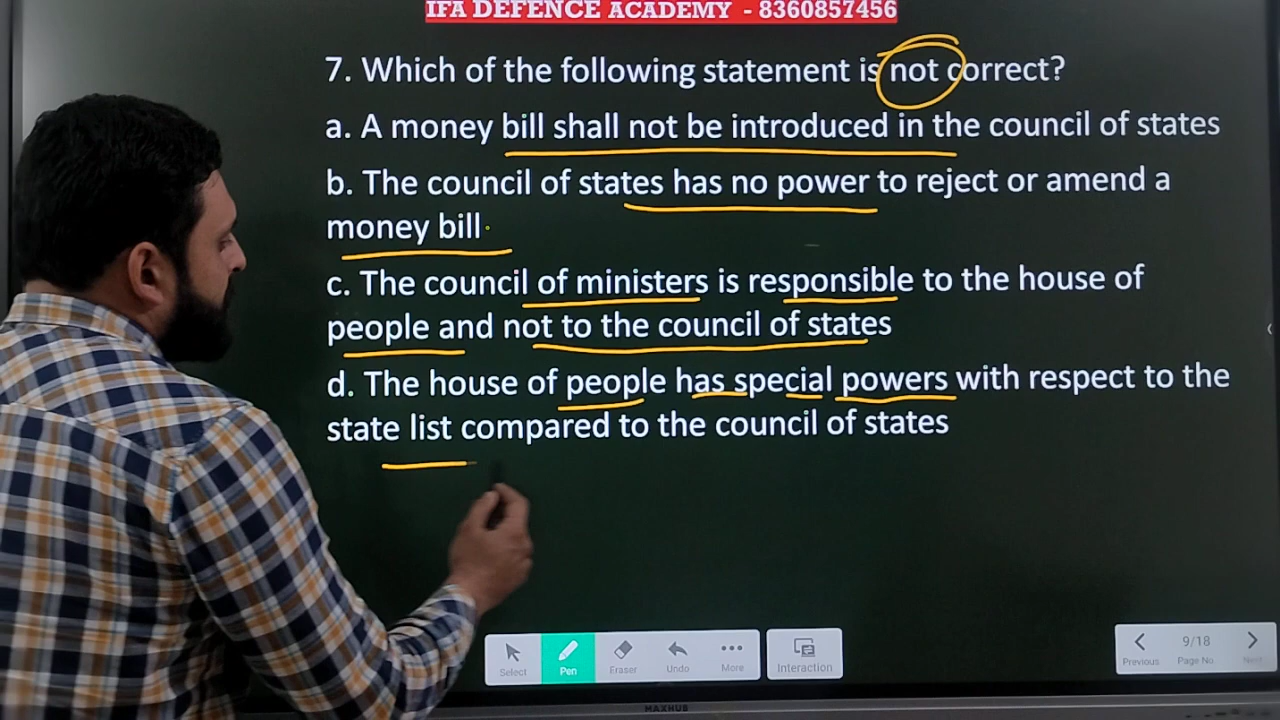 IFA DEFENCE ACADEMY - 8360857456
7. Which of the following statement is not correct?
a. A money bill shall not be introduced in the council of states
b. The council of states has no power to reject or amend a
money bill
c. The council of ministers is responsible to the house of
people and not to the council of states
d. The house of people has special powers with respect to the
state list compared to the council of states
Select Pen Eraser Undo More Interaction
Previous 9/18 Page No. Next
MAXHUB